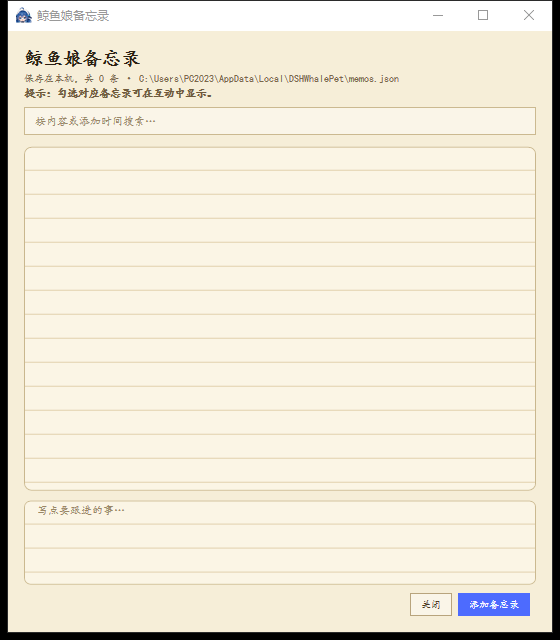 鲸鱼娘备忘录
鲸鱼娘备忘录
保存在本机，共 0 条 · C:\Users\PC2023\AppData\Local\DSHWhalePet\memos.json
提示：勾选对应备忘录可在互动中显示。
按内容或添加时间搜索…
写点要跟进的事…
关闭
添加备忘录